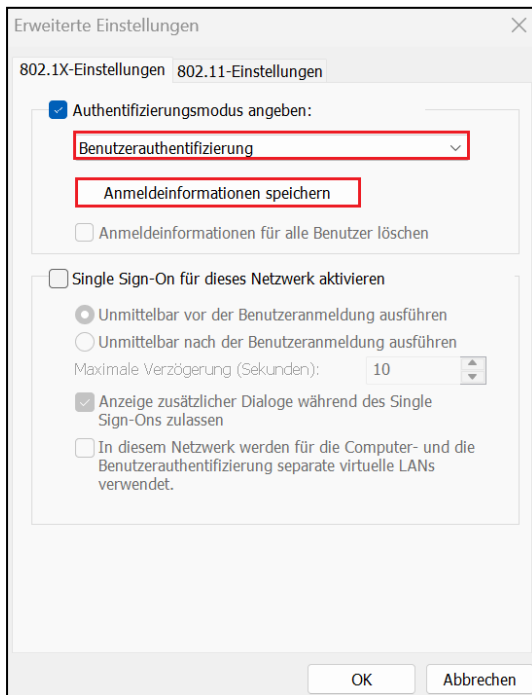 Erweiterte Einstellungen
802.1X-Einstellungen 802.11-Einstellungen
Authentifizierungsmodus angeben:
Benutzerauthentifizierung
Anmeldeinformationen speichern
Anmeldeinformationen für alle Benutzer löschen
Single Sign-On für dieses Netzwerk aktivieren
Unmittelbar vor der Benutzeranmeldung ausführen
Unmittelbar nach der Benutzeranmeldung ausführen
Maximale Verzögerung (Sekunden): 10
Anzeige zusätzlicher Dialoge während des Single
Sign-Ons zulassen
In diesem Netzwerk werden für die Computer- und die
Benutzerauthentifizierung separate virtuelle LANs
verwendet.
OK Abbrechen